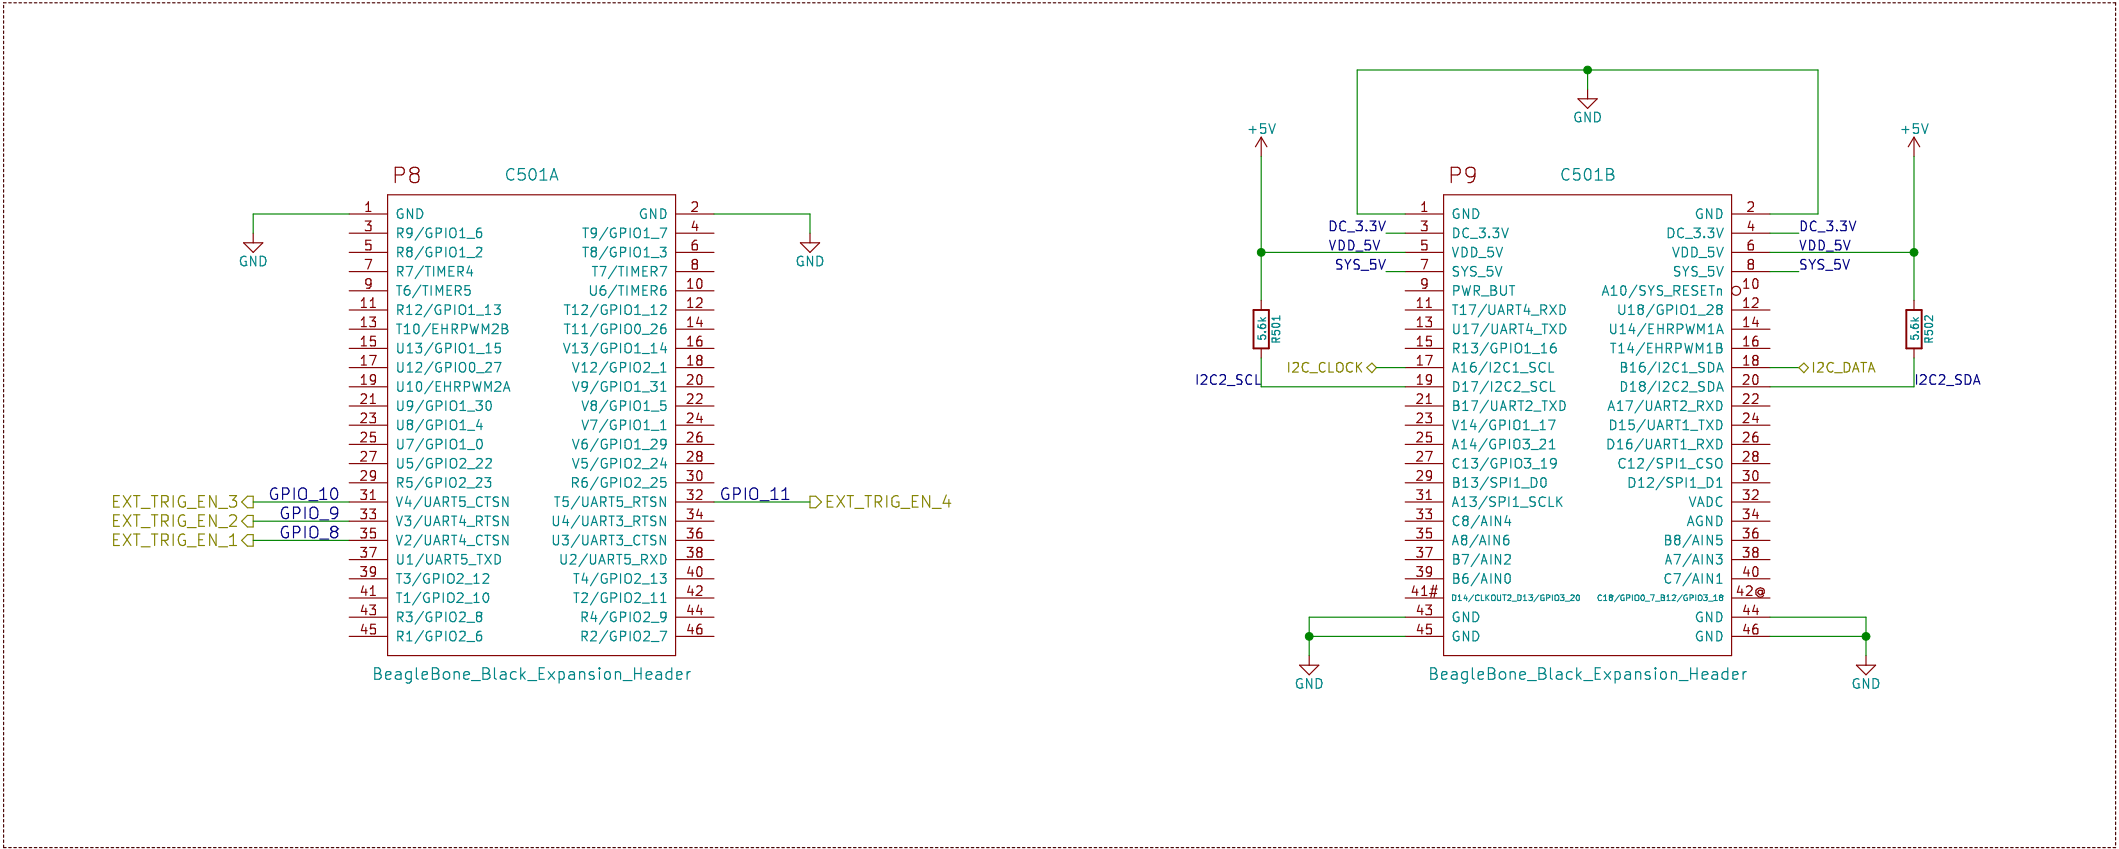 P8 C501A
1 GND GND 2
3 R9/GPIO1_6 T9/GPIO1_7 4
5 R8/GPIO1_2 T8/GPIO1_3 6
7 R7/TIMER4 T7/TIMER7 8
9 T6/TIMER5 U6/TIMER6 10
11 R12/GPIO1_13 T12/GPIO1_12 12
13 T10/EHRPWM2B T11/GPIO0_26 14
15 U13/GPIO1_15 V13/GPIO1_14 16
17 U12/GPIO0_27 V12/GPIO2_1 18
19 U10/EHRPWM2A V9/GPIO1_31 20
21 U9/GPIO1_30 V8/GPIO1_5 22
23 U8/GPIO1_4 V7/GPIO1_1 24
25 U7/GPIO1_0 V6/GPIO1_29 26
27 U5/GPIO2_22 V5/GPIO2_24 28
29 R5/GPIO2_23 R6/GPIO2_25 30
EXT_TRIG_EN_3 GPIO_10 31 V4/UART5_CTSN T5/UART5_RTSN 32 GPIO_11 EXT_TRIG_EN_4
EXT_TRIG_EN_2 GPIO_9 33 V3/UART4_RTSN U4/UART3_RTSN 34
EXT_TRIG_EN_1 GPIO_8 35 V2/UART4_CTSN U3/UART3_CTSN 36
37 U1/UART5_TXD U2/UART5_RXD 38
39 T3/GPIO2_12 T4/GPIO2_13 40
41 T1/GPIO2_10 T2/GPIO2_11 42
43 R3/GPIO2_8 R4/GPIO2_9 44
45 R1/GPIO2_6 R2/GPIO2_7 46
GND GND
BeagleBone_Black_Expansion_Header
GND
+5V +5V
P9 C501B
1 GND GND 2
DC_3.3V 3 DC_3.3V DC_3.3V 4 DC_3.3V
VDD_5V 5 VDD_5V VDD_5V 6 VDD_5V
SYS_5V 7 SYS_5V SYS_5V 8 SYS_5V
9 PWR_BUT A10/SYS_RESETn 10
11 T17/UART4_RXD U18/GPIO1_28 12
5.6k R501 13 U17/UART4_TXD U14/EHRPWM1A 14 5.6k R502
15 R13/GPIO1_16 T14/EHRPWM1B 16
I2C_CLOCK 17 A16/I2C1_SCL B16/I2C1_SDA 18 I2C_DATA
I2C2_SCL 19 D17/I2C2_SCL D18/I2C2_SDA 20 I2C2_SDA
21 B17/UART2_TXD A17/UART2_RXD 22
23 V14/GPIO1_17 D15/UART1_TXD 24
25 A14/GPIO3_21 D16/UART1_RXD 26
27 C13/GPIO3_19 C12/SPI1_CSO 28
29 B13/SPI1_D0 D12/SPI1_D1 30
31 A13/SPI1_SCLK VADC 32
33 C8/AIN4 AGND 34
35 A8/AIN6 B8/AIN5 36
37 B7/AIN2 A7/AIN3 38
39 B6/AIN0 C7/AIN1 40
41# D14/CLKOUT2_D13/GPIO3_20 C18/GPIO0_7_B12/GPIO3_18 42@
43 GND GND 44
45 GND GND 46
GND GND
BeagleBone_Black_Expansion_Header